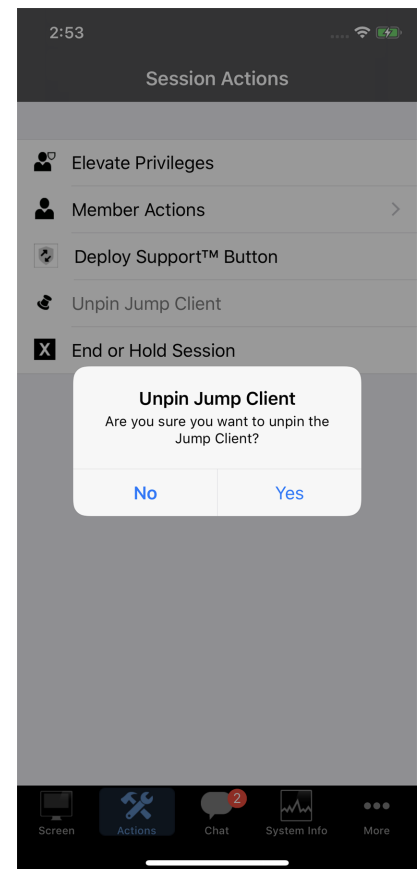 2:53
Session Actions
Elevate Privileges
Member Actions
Deploy Support™ Button
Unpin Jump Client
X
End or Hold Session
Unpin Jump Client
Are you sure you want to unpin the
Jump Client?
No Yes
2
Screen Actions Chat System Info More